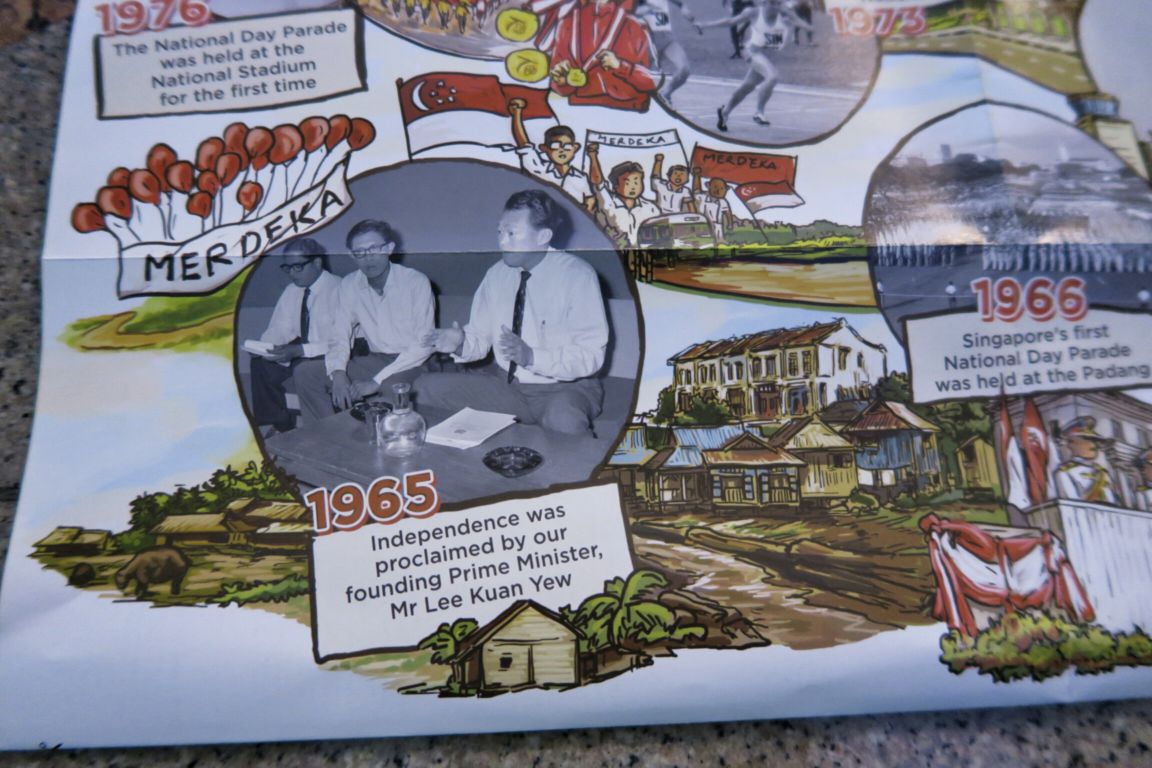 1976
The National Day Parade
was held at the
National Stadium
for the first time
SIN
SIN
1973
MERDEKA
MERDEKA
MERDEKA
1966
Singapore's first
National Day Parade
was held at the Padang
1965
Independence was
proclaimed by our
founding Prime Minister,
Mr Lee Kuan Yew